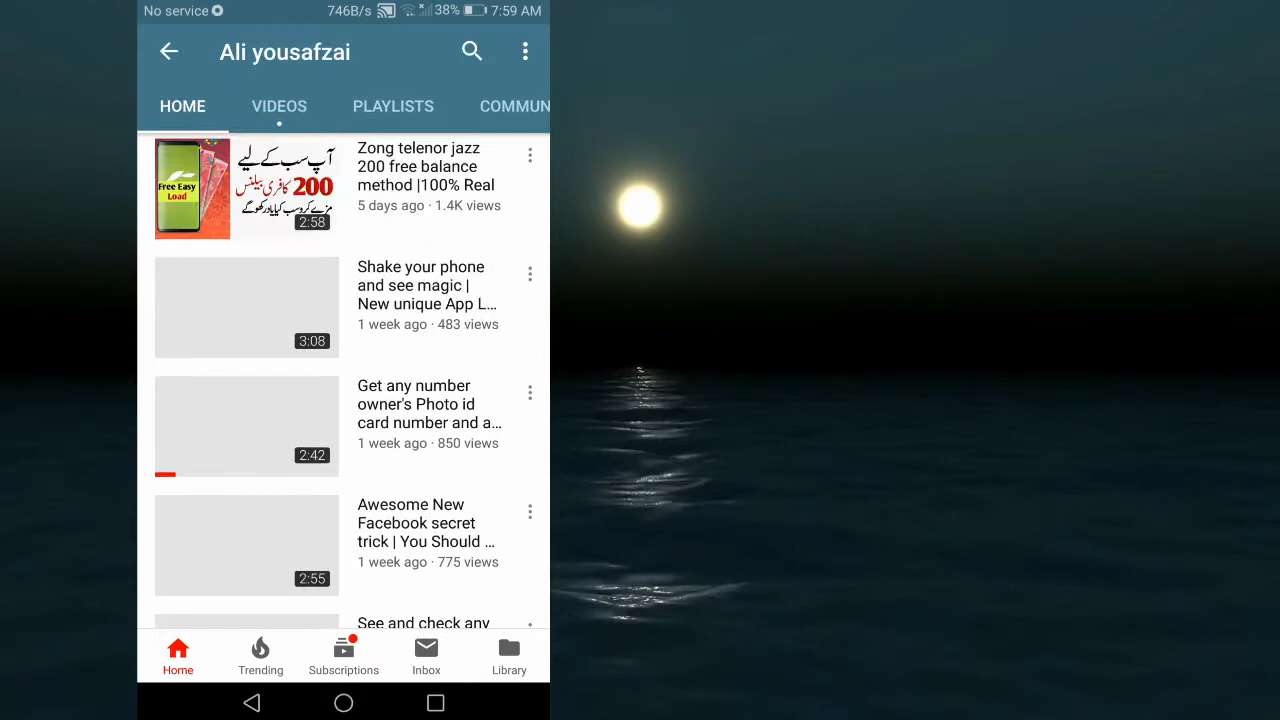 No service 746B/s 38% 7:59 AM
Ali yousafzai
HOME VIDEOS PLAYLISTS COMMUN
Free Easy
Load
آپ سب کے لیے
200 کا فری بیلنس
2:58
Zong telenor jazz
200 free balance
method |100% Real
5 days ago · 1.4K views
3:08
Shake your phone
and see magic |
New unique App L...
1 week ago · 483 views
2:42
Get any number
owner's Photo id
card number and a...
1 week ago · 850 views
2:55
Awesome New
Facebook secret
trick | You Should ...
1 week ago · 775 views
See and check any
Home Trending Subscriptions Inbox Library